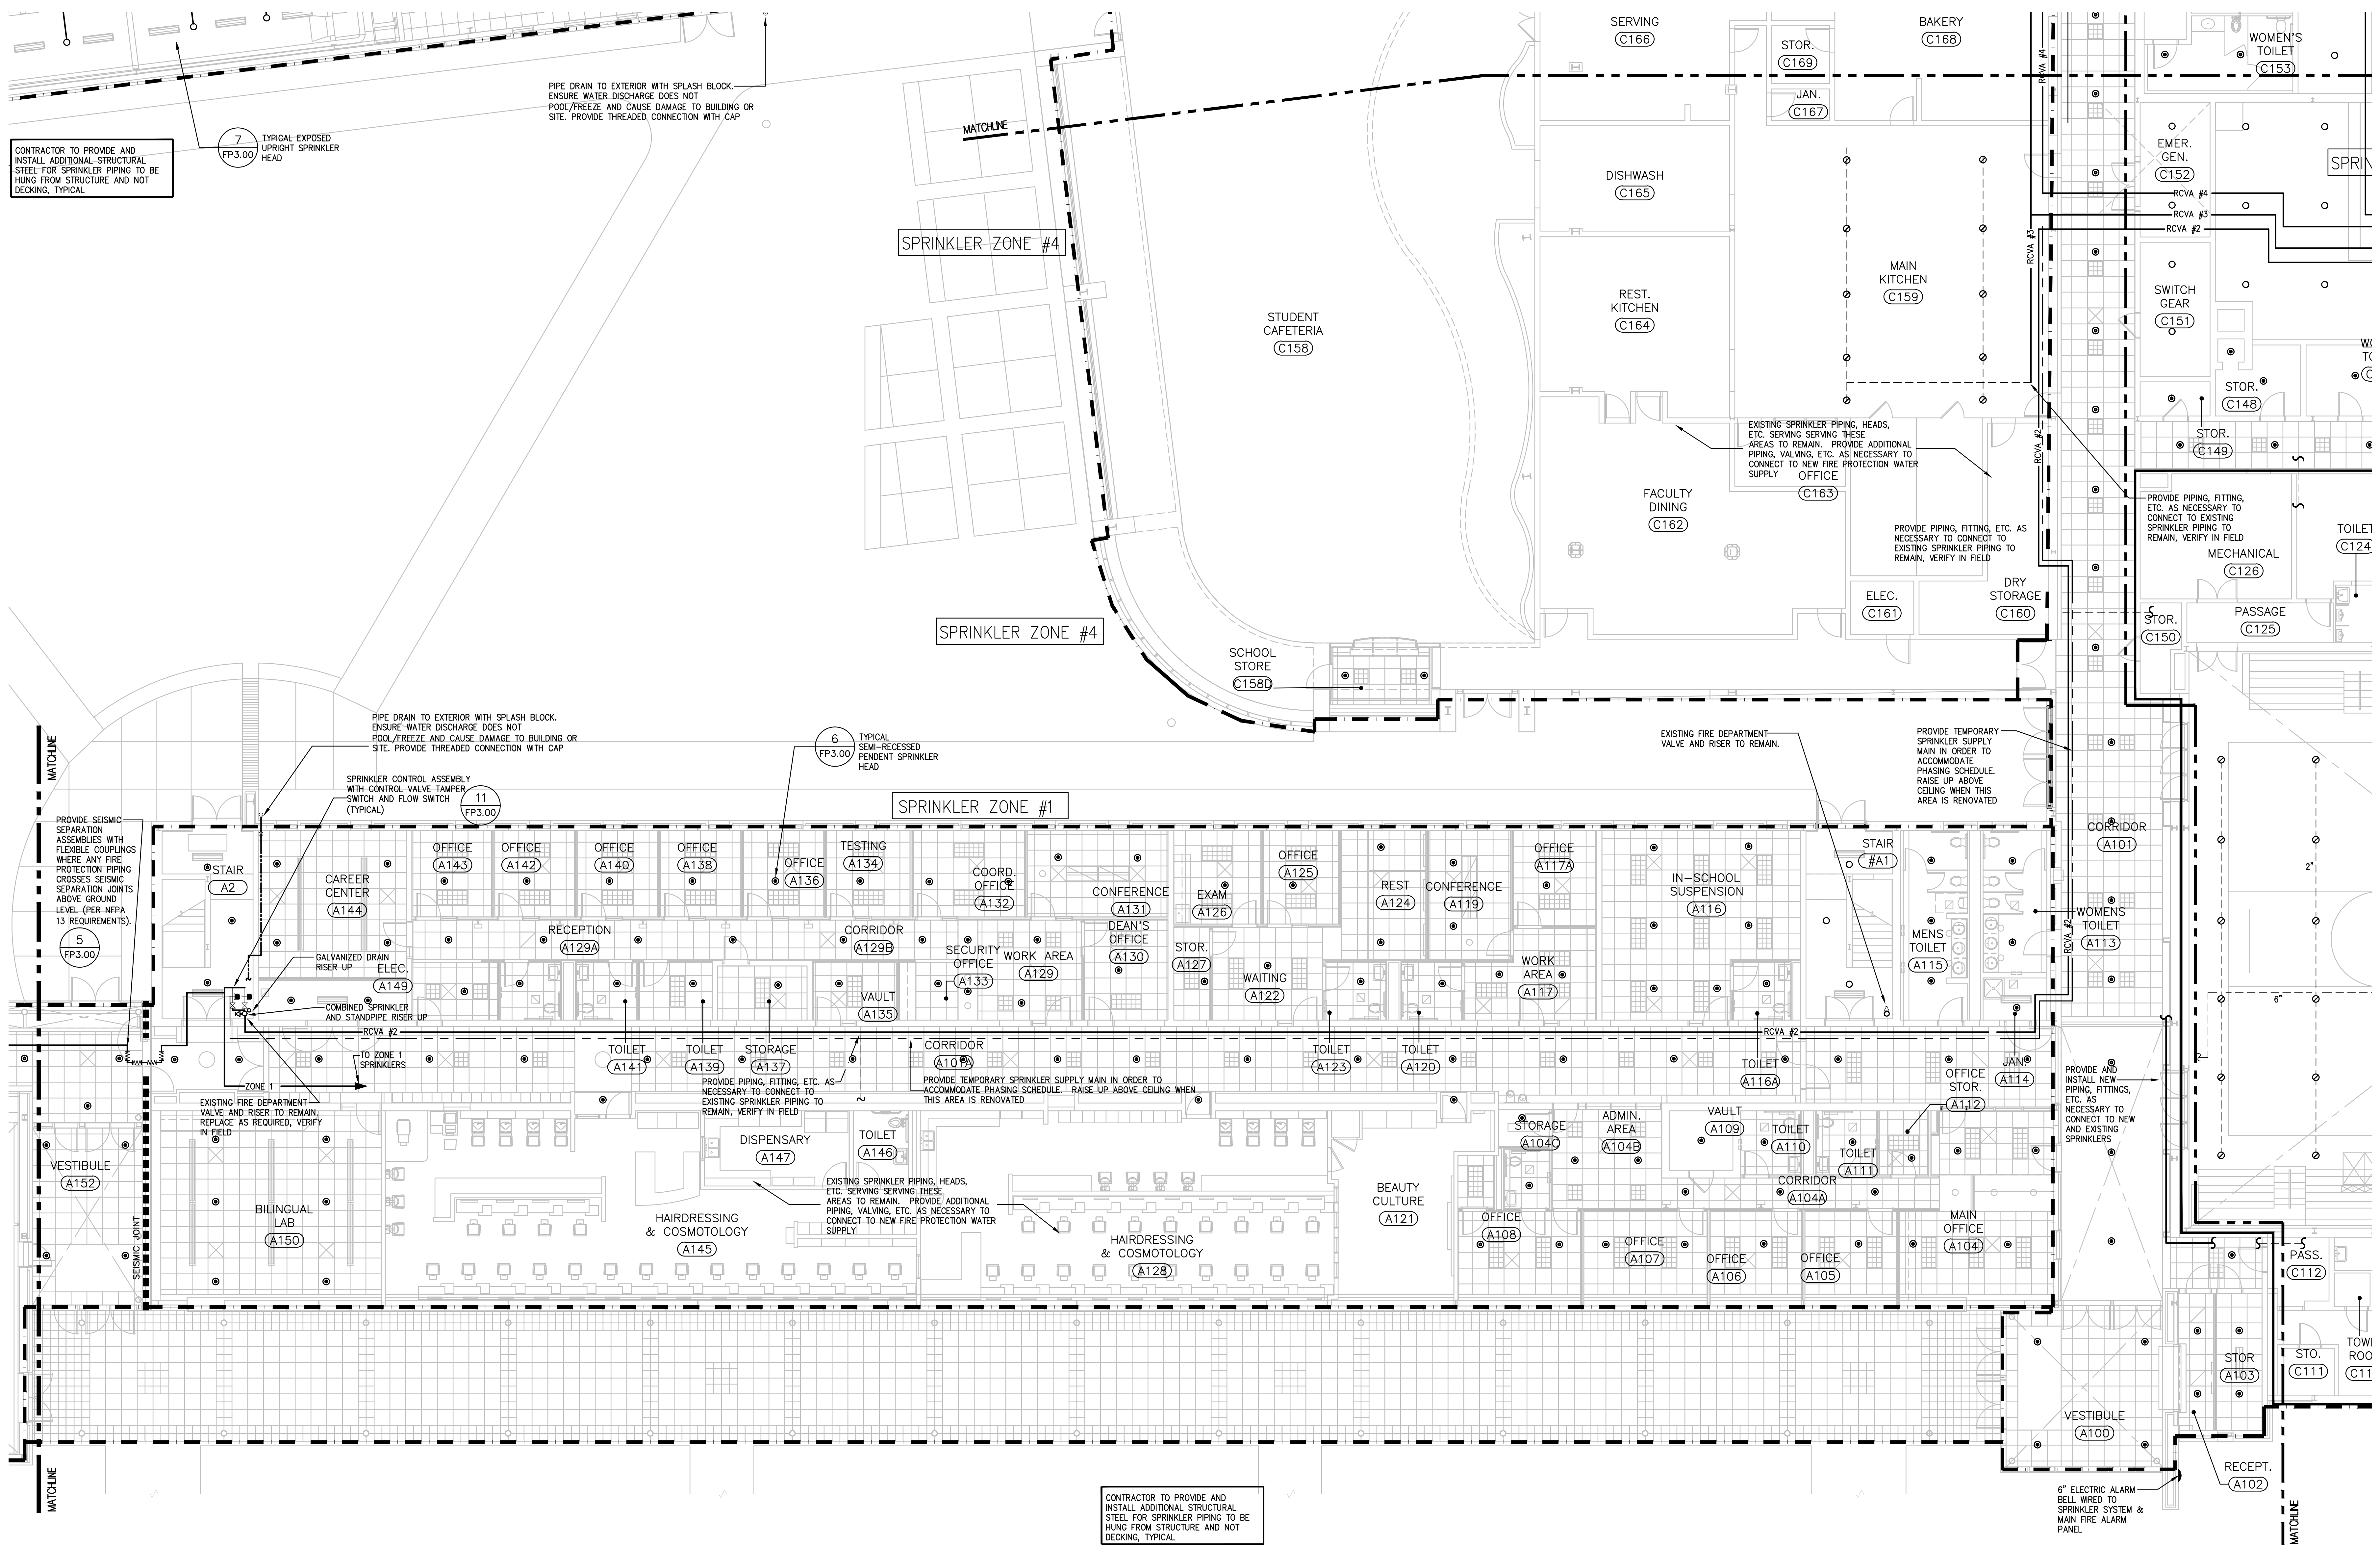 SERVING
C166
BAKERY
C168
STOR.
C169
JAN.
C167
WOMEN'S
TOILET
C153
RCVA #4
PIPE DRAIN TO EXTERIOR WITH SPLASH BLOCK.
ENSURE WATER DISCHARGE DOES NOT
POOL/FREEZE AND CAUSE DAMAGE TO BUILDING OR
SITE. PROVIDE THREADED CONNECTION WITH CAP
MATCHLINE
7
FP3.00
TYPICAL EXPOSED
UPRIGHT SPRINKLER
HEAD
CONTRACTOR TO PROVIDE AND
INSTALL ADDITIONAL STRUCTURAL
STEEL FOR SPRINKLER PIPING TO BE
HUNG FROM STRUCTURE AND NOT
DECKING, TYPICAL
DISHWASH
C165
EMER.
GEN.
C152
SPRIN
RCVA #4
RCVA #3
RCVA #2
SPRINKLER ZONE #4
RCVA #3
MAIN
KITCHEN
C159
REST.
KITCHEN
C164
SWITCH
GEAR
C151
STUDENT
CAFETERIA
C158
STOR.
C148
STOR.
C149
RCVA #2
EXISTING SPRINKLER PIPING, HEADS,
ETC. SERVING SERVING THESE
AREAS TO REMAIN. PROVIDE ADDITIONAL
PIPING, VALVING, ETC. AS NECESSARY TO
CONNECT TO NEW FIRE PROTECTION WATER
SUPPLY
OFFICE
C163
FACULTY
DINING
C162
PROVIDE PIPING, FITTING, ETC. AS
NECESSARY TO CONNECT TO
EXISTING SPRINKLER PIPING TO
REMAIN, VERIFY IN FIELD
PROVIDE PIPING, FITTING,
ETC. AS NECESSARY TO
CONNECT TO EXISTING
SPRINKLER PIPING TO
REMAIN, VERIFY IN FIELD
MECHANICAL
C126
TOILET
C124
ELEC.
C161
DRY
STORAGE
C160
STOR.
C150
PASSAGE
C125
SPRINKLER ZONE #4
SCHOOL
STORE
C158D
MATCHLINE
PIPE DRAIN TO EXTERIOR WITH SPLASH BLOCK.
ENSURE WATER DISCHARGE DOES NOT
POOL/FREEZE AND CAUSE DAMAGE TO BUILDING OR
SITE. PROVIDE THREADED CONNECTION WITH CAP
6
FP3.00
TYPICAL
SEMI-RECESSED
PENDENT SPRINKLER
HEAD
EXISTING FIRE DEPARTMENT
VALVE AND RISER TO REMAIN.
PROVIDE TEMPORARY
SPRINKLER SUPPLY
MAIN IN ORDER TO
ACCOMMODATE
PHASING SCHEDULE.
RAISE UP ABOVE
CEILING WHEN THIS
AREA IS RENOVATED
SPRINKLER CONTROL ASSEMBLY
WITH CONTROL VALVE TAMPER
SWITCH AND FLOW SWITCH
(TYPICAL)
11
FP3.00
SPRINKLER ZONE #1
PROVIDE SEISMIC
SEPARATION
ASSEMBLIES WITH
FLEXIBLE COUPLINGS
WHERE ANY FIRE
PROTECTION PIPING
CROSSES SEISMIC
SEPARATION JOINTS
ABOVE GROUND
LEVEL (PER NFPA
13 REQUIREMENTS).
5
FP3.00
STAIR
A2
CAREER
CENTER
A144
OFFICE
A143
OFFICE
A142
OFFICE
A140
OFFICE
A138
OFFICE
A136
TESTING
A134
COORD.
OFFICE
A132
CONFERENCE
A131
EXAM
A126
OFFICE
A125
REST
A124
CONFERENCE
A119
OFFICE
A117A
IN-SCHOOL
SUSPENSION
A116
STAIR
#A1
CORRIDOR
A101
2"
WOMENS
TOILET
A113
MENS
TOILET
A115
RCVA #2
RECEPTION
A129A
CORRIDOR
A129B
SECURITY
OFFICE
A133
WORK AREA
A129
DEAN'S
OFFICE
A130
STOR.
A127
WAITING
A122
WORK
AREA
A117
VAULT
A135
GALVANIZED DRAIN
RISER UP
ELEC.
A149
COMBINED SPRINKLER
AND STANDPIPE RISER UP
6"
RCVA #2
RCVA #2
TO ZONE 1
SPRINKLERS
ZONE 1
TOILET
A141
TOILET
A139
STORAGE
A137
CORRIDOR
A101A
TOILET
A123
TOILET
A120
TOILET
A116A
JAN.
A114
2
PROVIDE PIPING, FITTING, ETC. AS
NECESSARY TO CONNECT TO
EXISTING SPRINKLER PIPING TO
REMAIN, VERIFY IN FIELD
PROVIDE TEMPORARY SPRINKLER SUPPLY MAIN IN ORDER TO
ACCOMMODATE PHASING SCHEDULE. RAISE UP ABOVE CEILING WHEN
THIS AREA IS RENOVATED
OFFICE
STOR.
A112
PROVIDE AND
INSTALL NEW
PIPING, FITTINGS,
ETC. AS
NECESSARY TO
CONNECT TO NEW
AND EXISTING
SPRINKLERS
EXISTING FIRE DEPARTMENT
VALVE AND RISER TO REMAIN.
REPLACE AS REQUIRED, VERIFY
IN FIELD
DISPENSARY
A147
TOILET
A146
STORAGE
A104C
ADMIN.
AREA
A104B
VAULT
A109
TOILET
A110
TOILET
A111
VESTIBULE
A152
EXISTING SPRINKLER PIPING, HEADS,
ETC. SERVING SERVING THESE
AREAS TO REMAIN. PROVIDE ADDITIONAL
PIPING, VALVING, ETC. AS NECESSARY TO
CONNECT TO NEW FIRE PROTECTION WATER
SUPPLY
BEAUTY
CULTURE
A121
CORRIDOR
A104A
BILINGUAL
LAB
A150
HAIRDRESSING
& COSMOTOLOGY
A145
HAIRDRESSING
& COSMOTOLOGY
A128
OFFICE
A108
OFFICE
A107
OFFICE
A106
OFFICE
A105
MAIN
OFFICE
A104
SEISMIC JOINT
PASS.
C112
STOR
A103
STO.
C111
TOW
ROO
C11
VESTIBULE
A100
RECEPT.
A102
MATCHLINE
CONTRACTOR TO PROVIDE AND
INSTALL ADDITIONAL STRUCTURAL
STEEL FOR SPRINKLER PIPING TO BE
HUNG FROM STRUCTURE AND NOT
DECKING, TYPICAL
6" ELECTRIC ALARM
BELL WIRED TO
SPRINKLER SYSTEM &
MAIN FIRE ALARM
PANEL
MATCHLINE